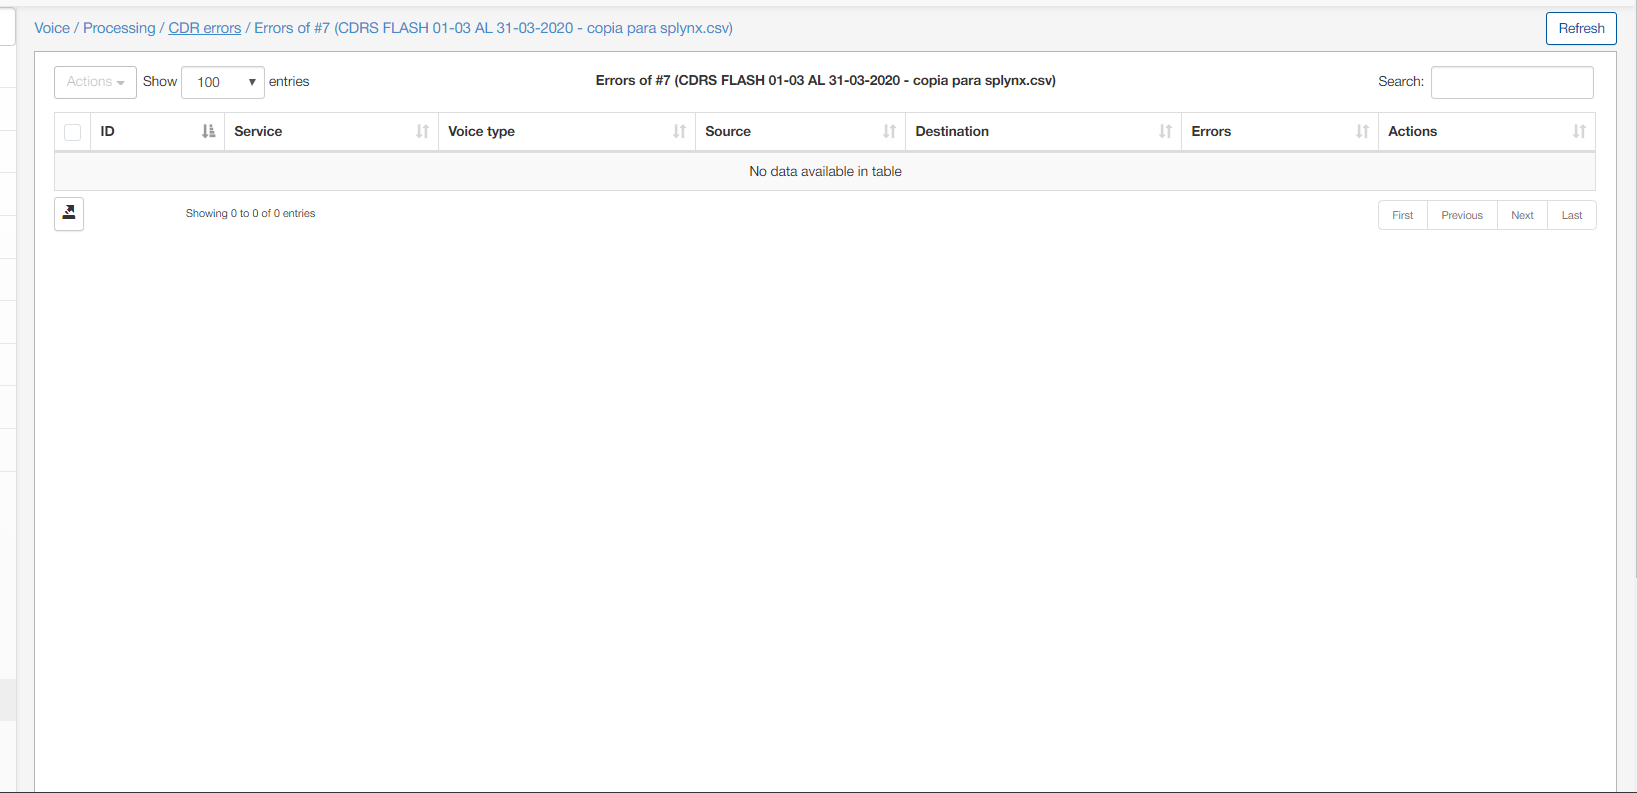 Voice / Processing / CDR errors / Errors of #7 (CDRS FLASH 01-03 AL 31-03-2020 - copia para splynx.csv)
Refresh
Actions Show 100 entries
Errors of #7 (CDRS FLASH 01-03 AL 31-03-2020 - copia para splynx.csv)
Search:
ID Service Voice type Source Destination Errors Actions
No data available in table
Showing 0 to 0 of 0 entries
First Previous Next Last